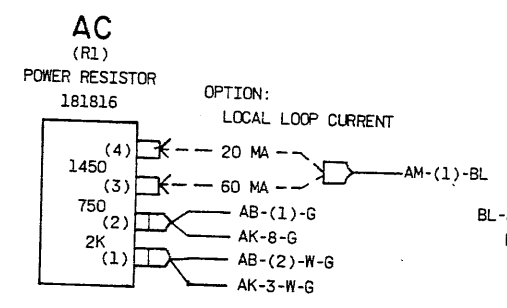 AC
(R1)
POWER RESISTOR
181816
OPTION:
LOCAL LOOP CURRENT
(4)
20 MA
1450
AM-(1)-BL
(3)
60 MA
750
AB-(1)-G
BL-
(2)
AK-8-G
2K
AB-(2)-W-G
(1)
AK-3-W-G